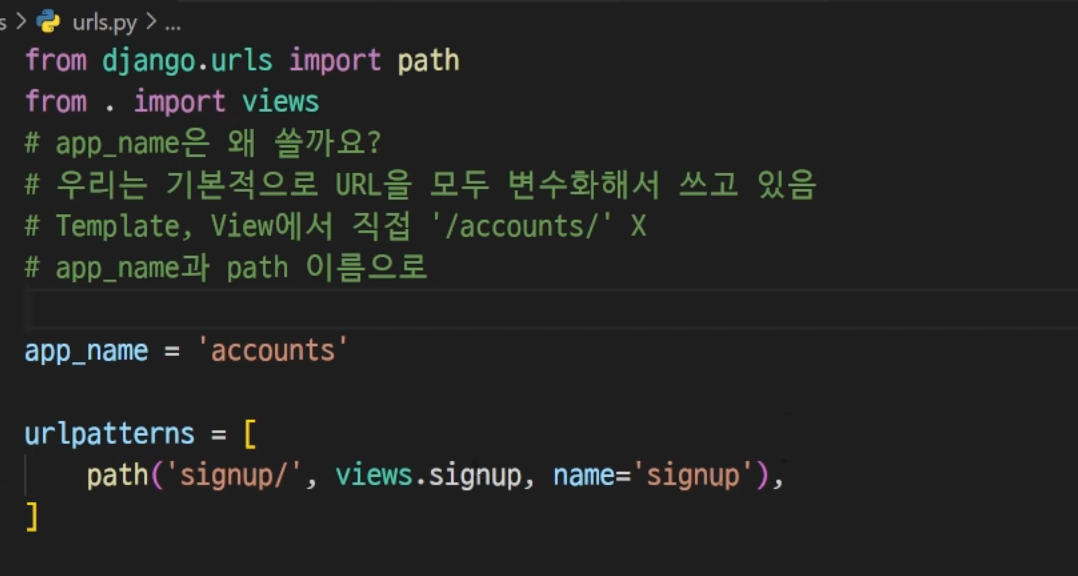 s > urls.py > ...
from django.urls import path
from . import views
# app_name은 왜 쓸까요?
# 우리는 기본적으로 URL을 모두 변수화해서 쓰고 있음
# Template, View에서 직접 '/accounts/' X
# app_name과 path 이름으로
app_name = 'accounts'
urlpatterns = [
path('signup/', views.signup, name='signup'),
]